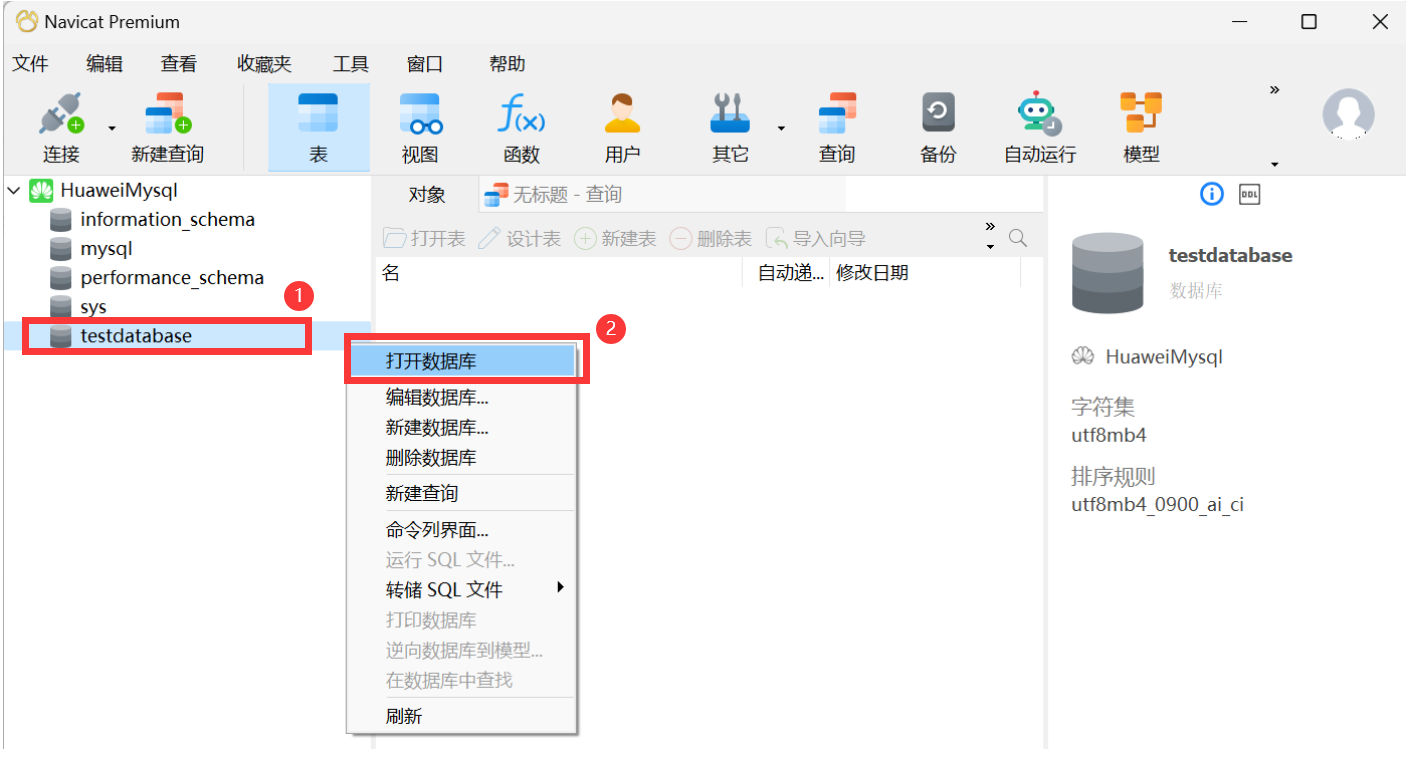 Navicat Premium
文件 编辑 查看 收藏夹 工具 窗口 帮助
连接 新建查询 表 视图 函数 用户 其它 查询 备份 自动运行 模型
HuaweiMysql
information_schema
mysql
performance_schema
sys
1
testdatabase
对象 无标题 - 查询
打开表 设计表 新建表 删除表 导入向导
名 自动递... 修改日期
2
打开数据库
编辑数据库...
新建数据库...
删除数据库
新建查询
命令列界面...
运行 SQL 文件...
转储 SQL 文件
打印数据库
逆向数据库到模型...
在数据库中查找
刷新
DDL
testdatabase
数据库
HuaweiMysql
字符集
utf8mb4
排序规则
utf8mb4_0900_ai_ci